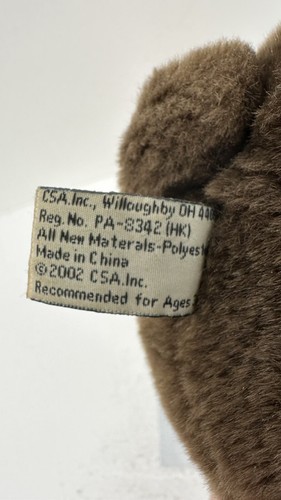 CSA.Inc., Willoughby OH
Reg. No. PA-8342 (HK)
All New Materials-Polyest
Made in China
©2002 CSA.Inc.
Recommended for Ages